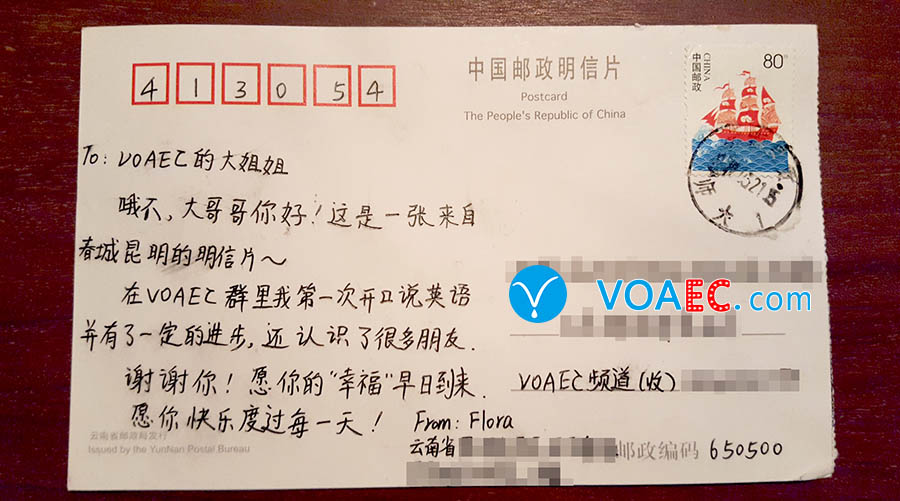 413054
中国邮政明信片
Postcard
The People's Republic of China
CHINA
中国邮政
80
To: VOAEC的大姐姐
哦不、大哥哥你好！这是一张来自
春城昆明的明信片～
在VOAEC群里我第一次开口说英语
并有了一定的进步，还认识了很多朋友．
谢谢你！愿你的“幸福”早日到来．
愿你快乐度过每一天！
VOAEC.com
VOAEC频道(收)
From: Flora
云南省
邮政编码 650500
云南省邮政局发行
Issued by the YunNan Postal Bureau